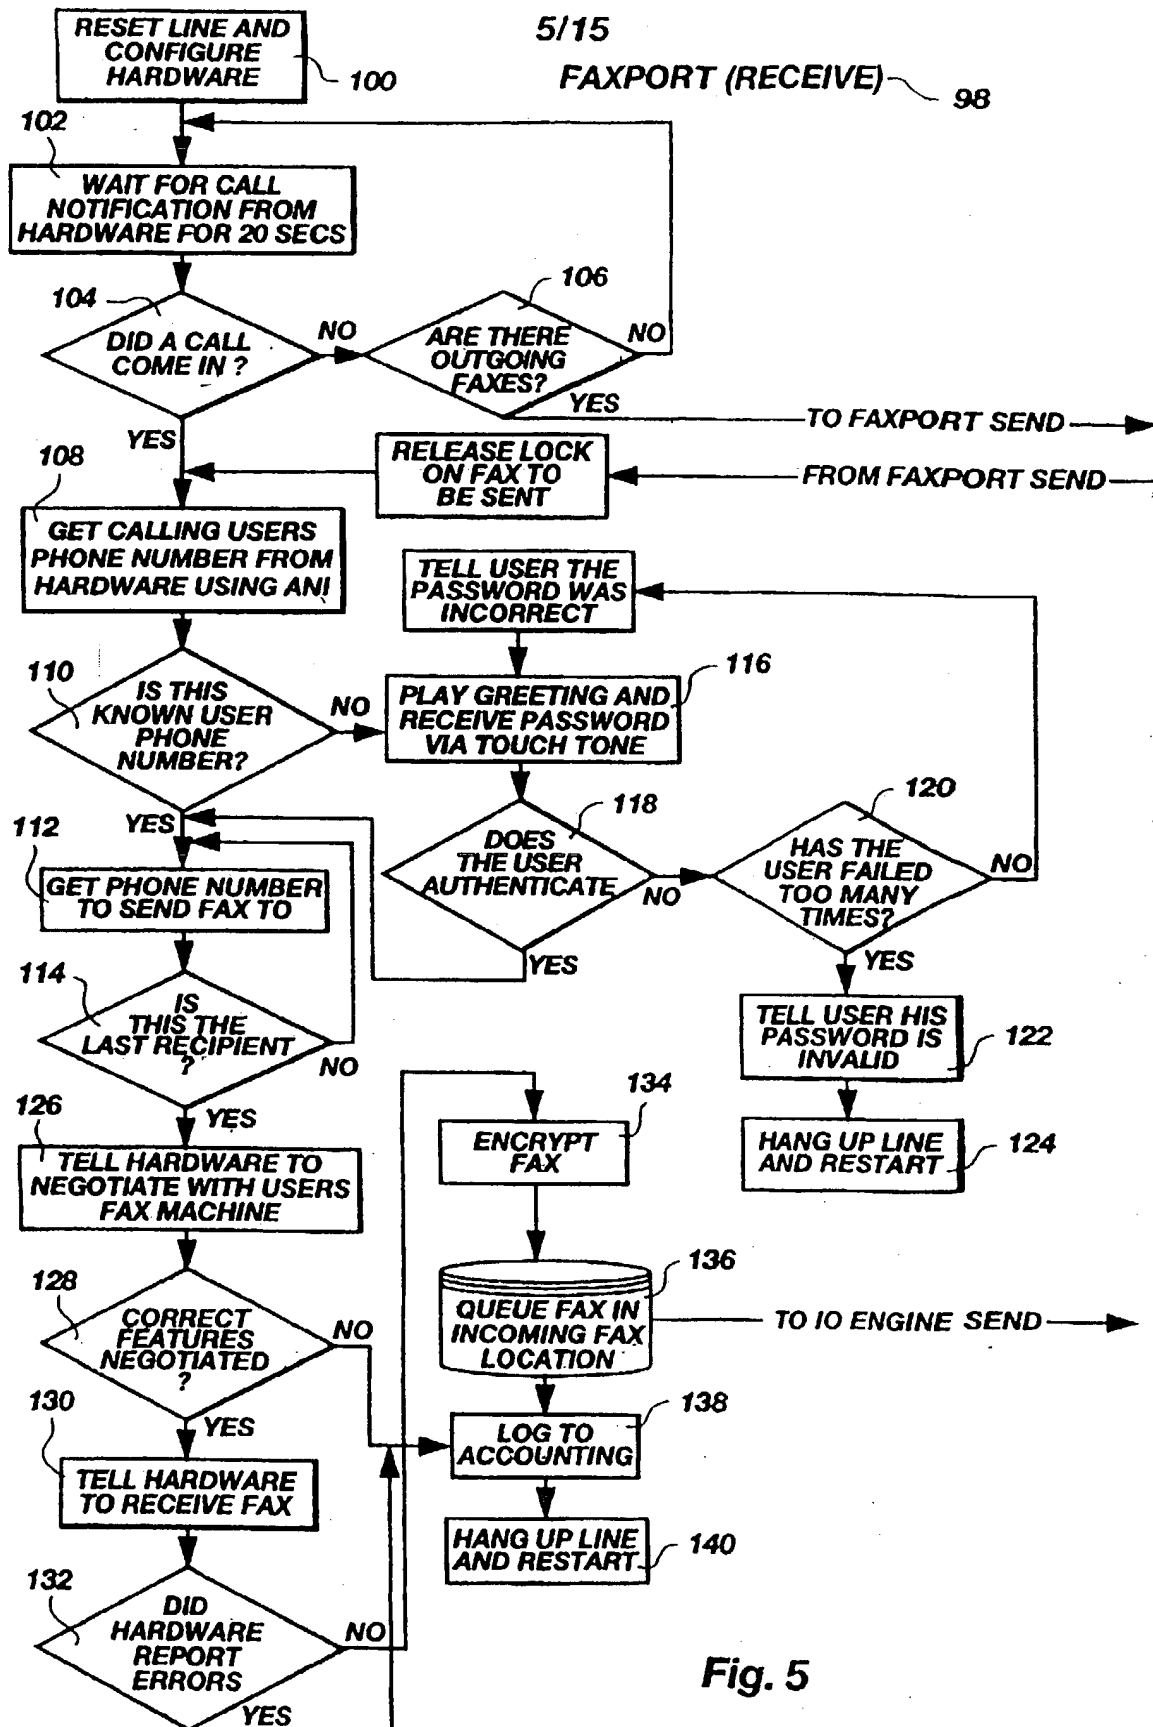 5/15
FAXPORT (RECEIVE)
98
RESET LINE AND
CONFIGURE
HARDWARE
100
102
WAIT FOR CALL
NOTIFICATION FROM
HARDWARE FOR 20 SECS
104
DID A CALL
COME IN ?
NO
106
ARE THERE
OUTGOING
FAXES?
NO
YES
TO FAXPORT SEND
YES
RELEASE LOCK
ON FAX TO
BE SENT
FROM FAXPORT SEND
108
GET CALLING USERS
PHONE NUMBER FROM
HARDWARE USING ANI
TELL USER THE
PASSWORD WAS
INCORRECT
110
IS THIS
KNOWN USER
PHONE
NUMBER?
NO
116
PLAY GREETING AND
RECEIVE PASSWORD
VIA TOUCH TONE
YES
118
DOES
THE USER
AUTHENTICATE
NO
YES
120
HAS THE
USER FAILED
TOO MANY
TIMES?
NO
YES
112
GET PHONE NUMBER
TO SEND FAX TO
114
IS
THIS THE
LAST RECIPIENT
?
NO
YES
TELL USER HIS
PASSWORD IS
INVALID
122
HANG UP LINE
AND RESTART
124
126
TELL HARDWARE TO
NEGOTIATE WITH USERS
FAX MACHINE
134
ENCRYPT
FAX
128
CORRECT
FEATURES
NEGOTIATED
?
NO
YES
136
QUEUE FAX IN
INCOMING FAX
LOCATION
TO IO ENGINE SEND
130
TELL HARDWARE
TO RECEIVE FAX
138
LOG TO
ACCOUNTING
HANG UP LINE
AND RESTART
140
132
DID
HARDWARE
REPORT
ERRORS
NO
YES
Fig. 5